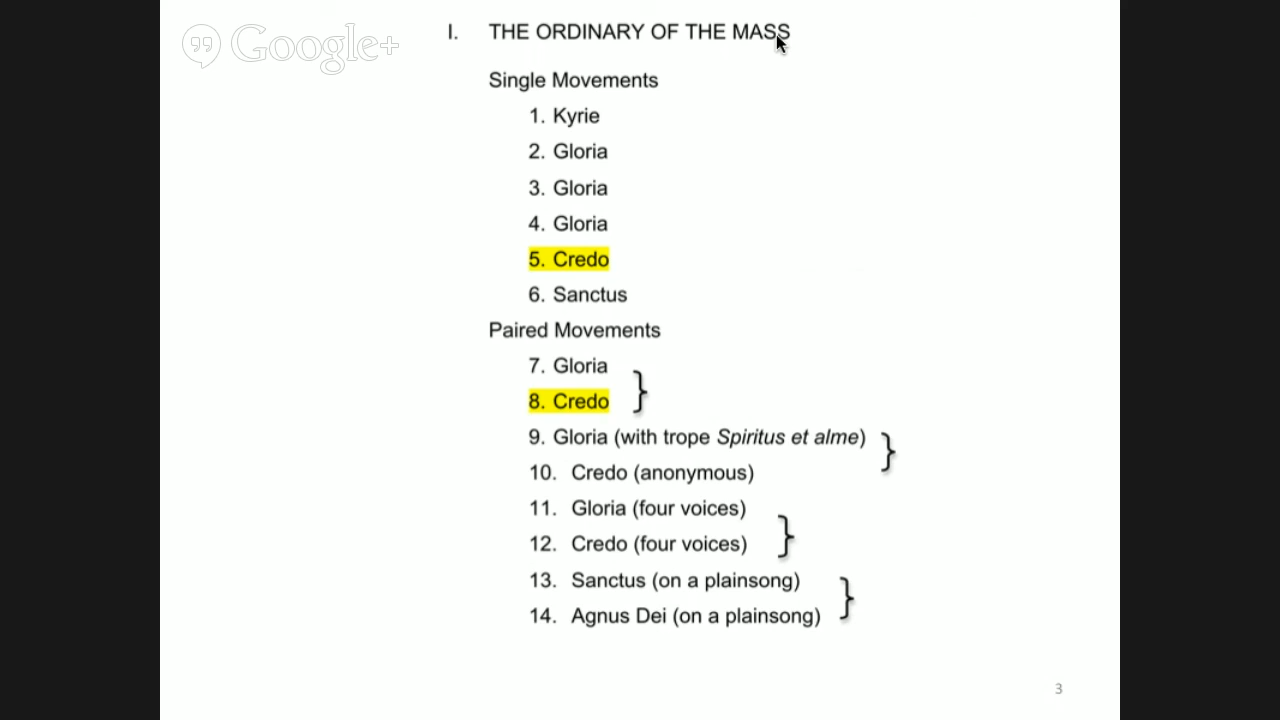 Google+
I. THE ORDINARY OF THE MASS
Single Movements
1. Kyrie
2. Gloria
3. Gloria
4. Gloria
5. Credo
6. Sanctus
Paired Movements
7. Gloria
8. Credo
9. Gloria (with trope Spiritus et alme)
10. Credo (anonymous)
11. Gloria (four voices)
12. Credo (four voices)
13. Sanctus (on a plainsong)
14. Agnus Dei (on a plainsong)
3